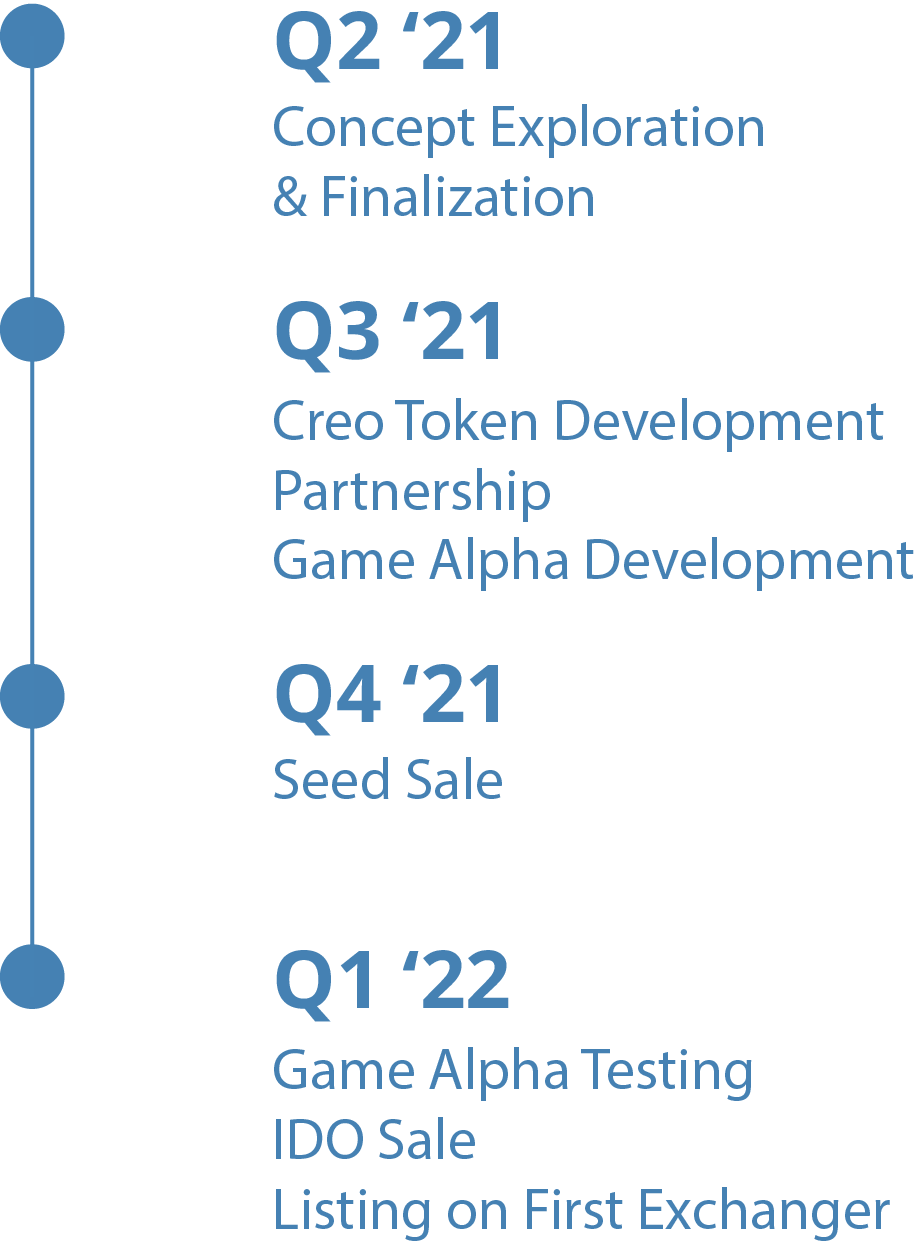 Q2 ‘21
Concept Exploration
& Finalization
Q3 ‘21
Creo Token Development
Partnership
Game Alpha Development
Q4 ‘21
Seed Sale
Q1 ‘22
Game Alpha Testing
IDO Sale
Listing on First Exchanger